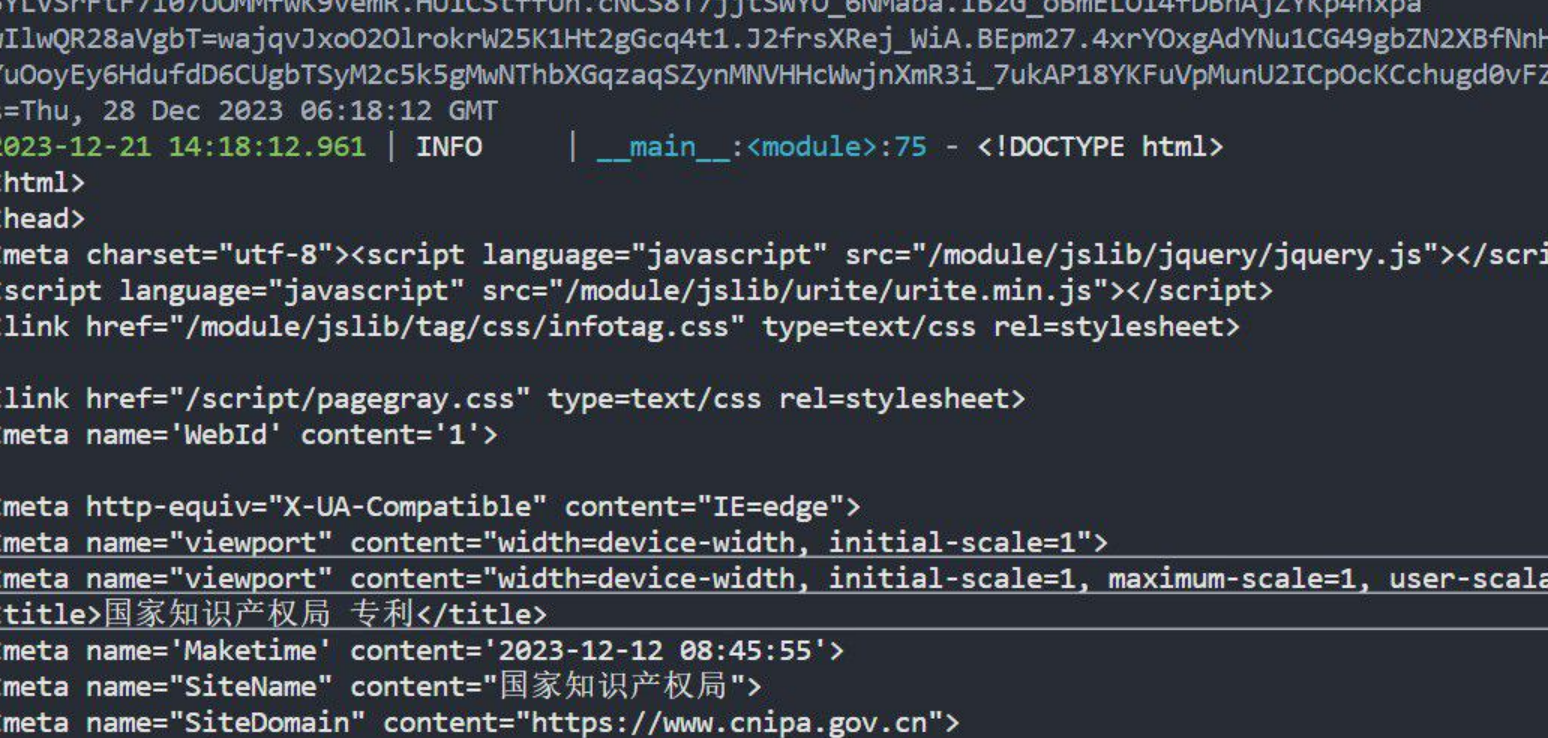 wIlwQR28aVgbT=wajqvJxoO2OlrokrW25K1Ht2gGcq4t1.J2frsXRej_WiA.BEpm27.4xrYOxgAdYNu1CG49gbZN2XBfNnH
uOoyEy6HdufdD6CUgbTSyM2c5k5gMwNThbXGqzaqSZynMNVHHcWwjnXmR3i_7ukAP18YKFuVpMunU2ICpOcKCchugd0vFZ
=Thu, 28 Dec 2023 06:18:12 GMT
2023-12-21 14:18:12.961 | INFO     | __main__:<module>:75 - <!DOCTYPE html>
html>
head>
meta charset="utf-8"><script language="javascript" src="/module/jslib/jquery/jquery.js"></scri
script language="javascript" src="/module/jslib/urite/urite.min.js"></script>
link href="/module/jslib/tag/css/infotag.css" type=text/css rel=stylesheet>
link href="/script/pagegray.css" type=text/css rel=stylesheet>
meta name='WebId' content='1'>
meta http-equiv="X-UA-Compatible" content="IE=edge">
meta name="viewport" content="width=device-width, initial-scale=1">
meta name="viewport" content="width=device-width, initial-scale=1, maximum-scale=1, user-scala
title>国家知识产权局 专利</title>
meta name='Maketime' content='2023-12-12 08:45:55'>
meta name="SiteName" content="国家知识产权局">
meta name="SiteDomain" content="https://www.cnipa.gov.cn">